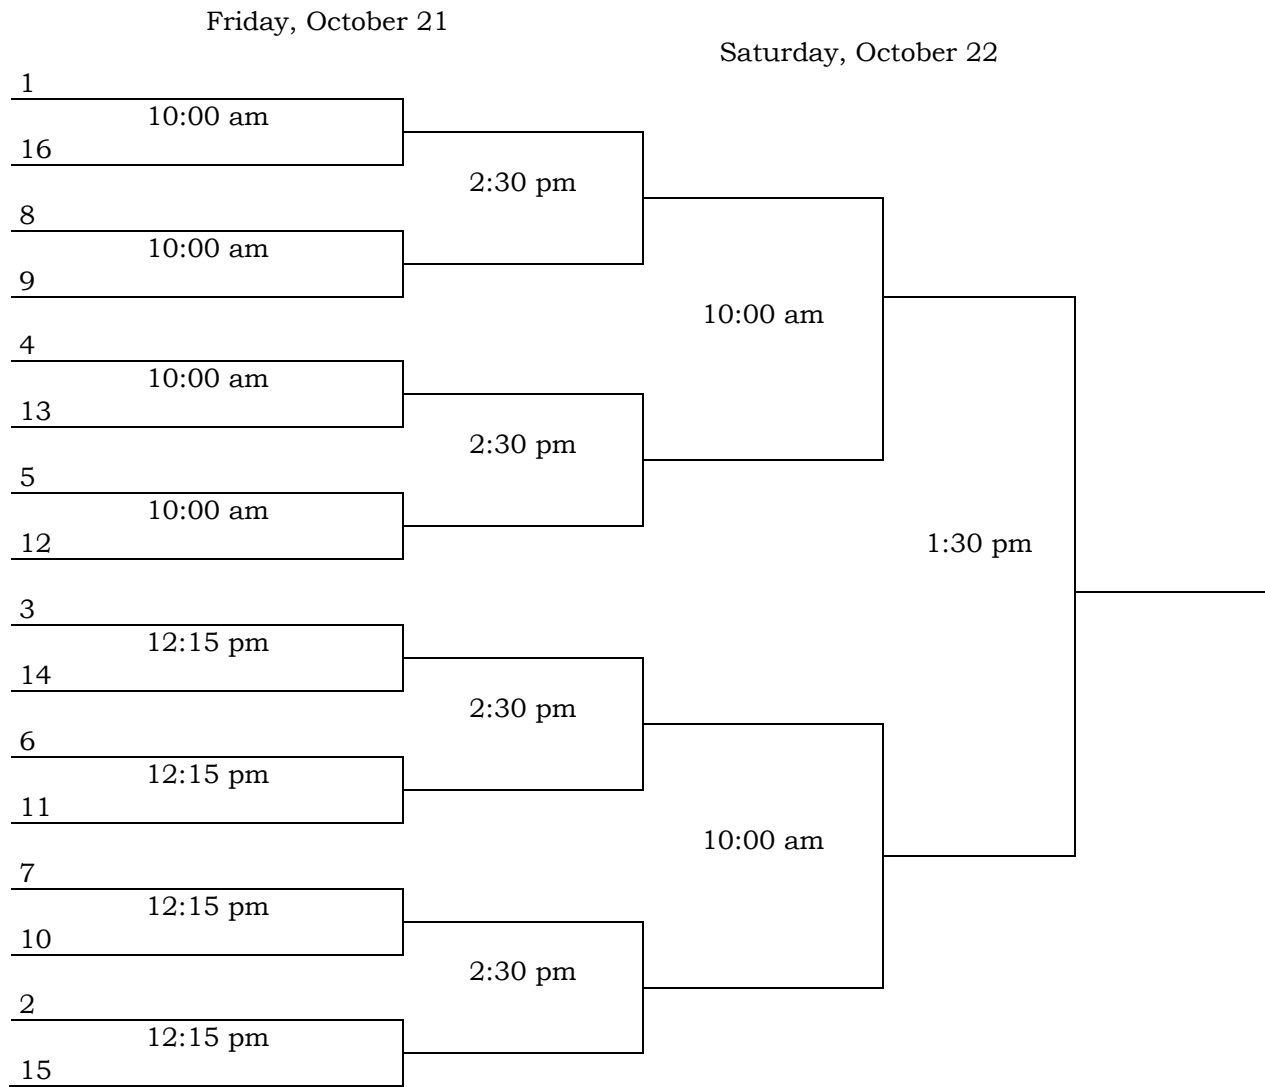 Friday, October 21
Saturday, October 22
1
10:00 am
16
2:30 pm
8
10:00 am
9
10:00 am
4
10:00 am
13
2:30 pm
5
10:00 am
12
1:30 pm
3
12:15 pm
14
2:30 pm
6
12:15 pm
11
10:00 am
7
12:15 pm
10
2:30 pm
2
12:15 pm
15